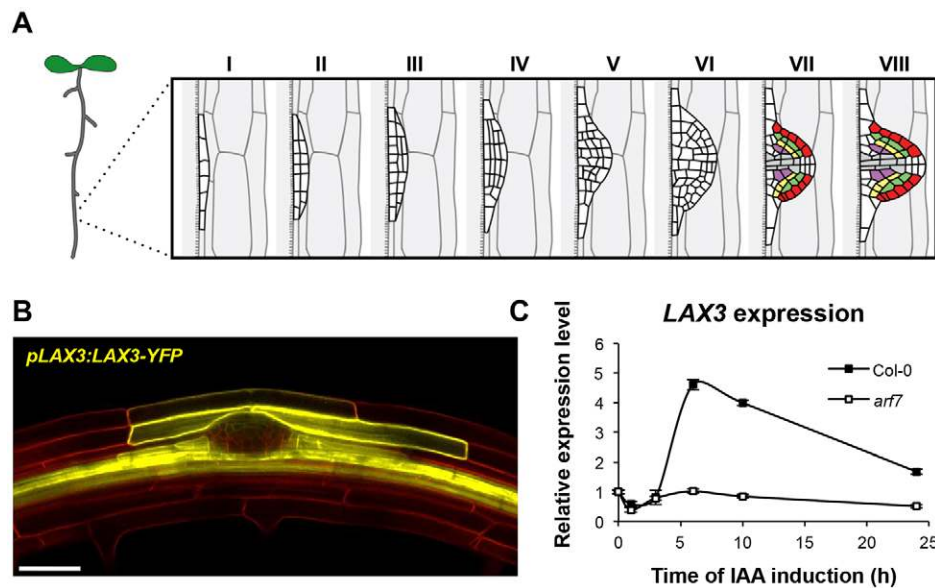 A
I II III IV V VI VII VIII
B
pLAX3:LAX3-YFP
C
LAX3 expression
Relative expression level
6
5
4
3
2
1
0
Col-0
arf7
0 5 10 15 20 25
Time of IAA induction (h)